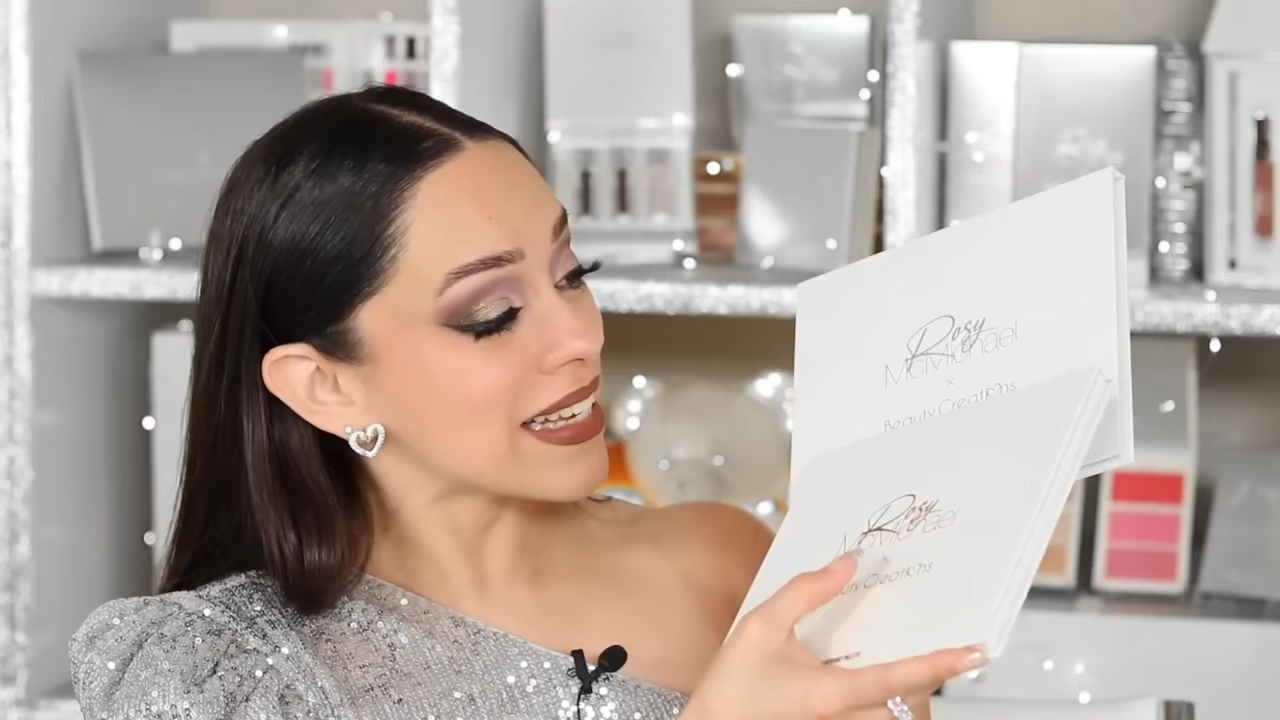 Rosy
McMichael
x
Beauty Creations
Rosy
McMichael
x
Beauty Creations